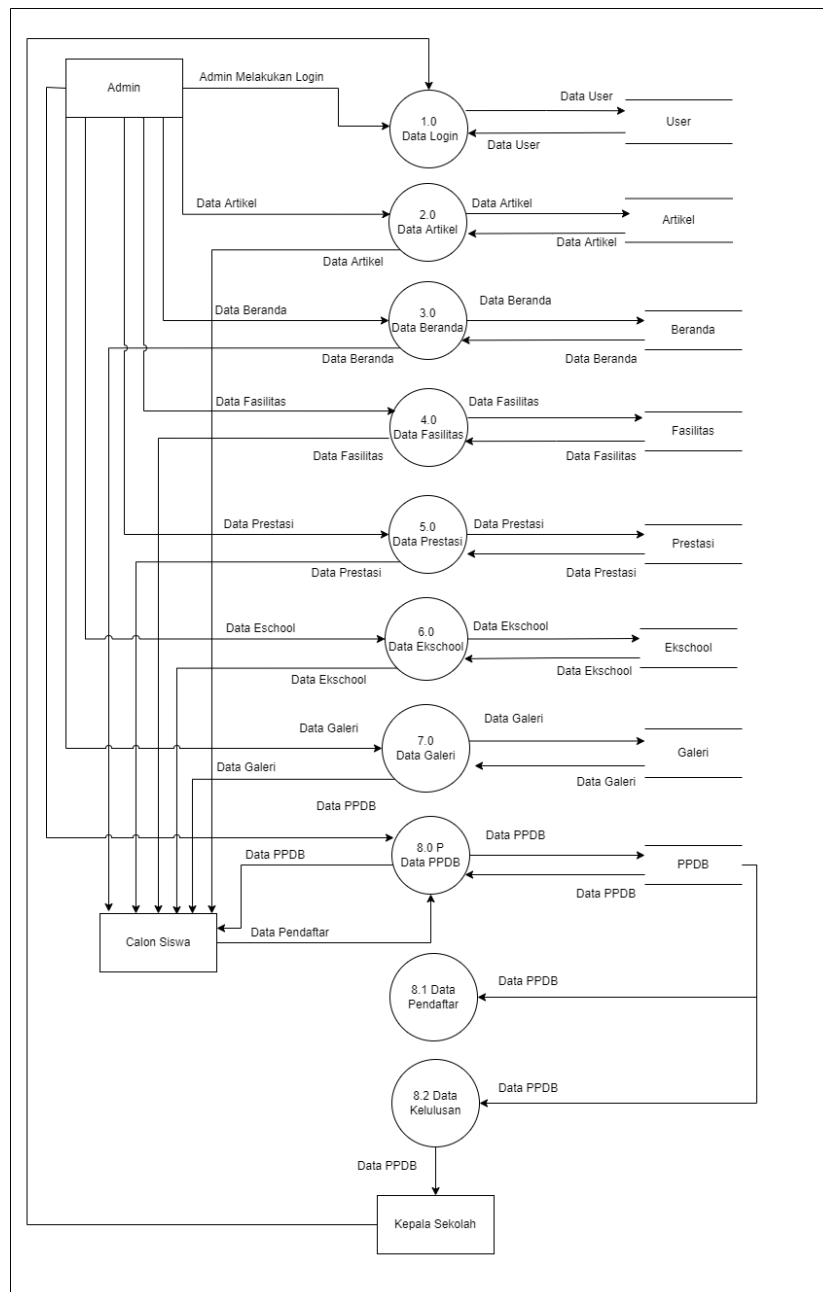 Admin
Admin Melakukan Login
1.0
Data Login
Data User
Data User
User
Data Artikel
2.0
Data Artikel
Data Artikel
Data Artikel
Artikel
Data Artikel
Data Beranda
3.0
Data Beranda
Data Beranda
Data Beranda
Beranda
Data Beranda
Data Fasilitas
4.0
Data Fasilitas
Data Fasilitas
Data Fasilitas
Fasilitas
Data Fasilitas
Data Prestasi
5.0
Data Prestasi
Data Prestasi
Data Prestasi
Prestasi
Data Prestasi
Data Eschool
6.0
Data Ekschool
Data Ekschool
Data Ekschool
Ekschool
Data Ekschool
Data Galeri
7.0
Data Galeri
Data Galeri
Data Galeri
Galeri
Data Galeri
Data PPDB
8.0 P
Data PPDB
Data PPDB
Data PPDB
PPDB
Data PPDB
Calon Siswa
Data Pendaftar
8.1 Data
Pendaftar
Data PPDB
8.2 Data
Kelulusan
Data PPDB
Data PPDB
Kepala Sekolah